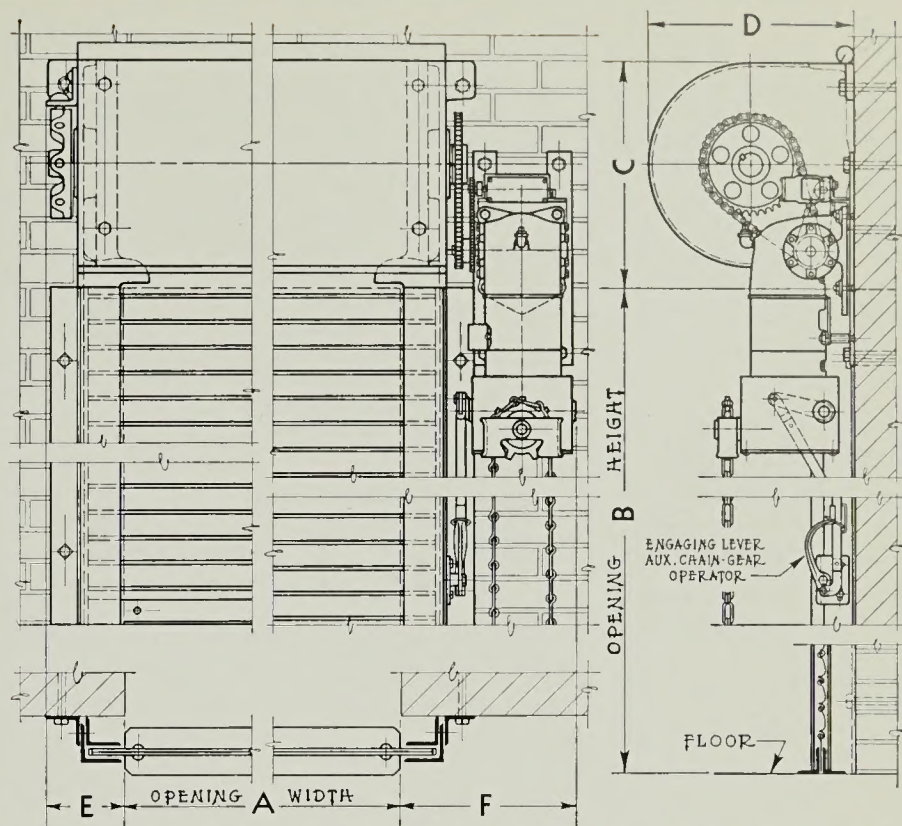 D
C
OPENING B HEIGHT
ENGAGING LEVER
AUX. CHAIN-GEAR
OPERATOR
FLOOR
E OPENING A WIDTH F